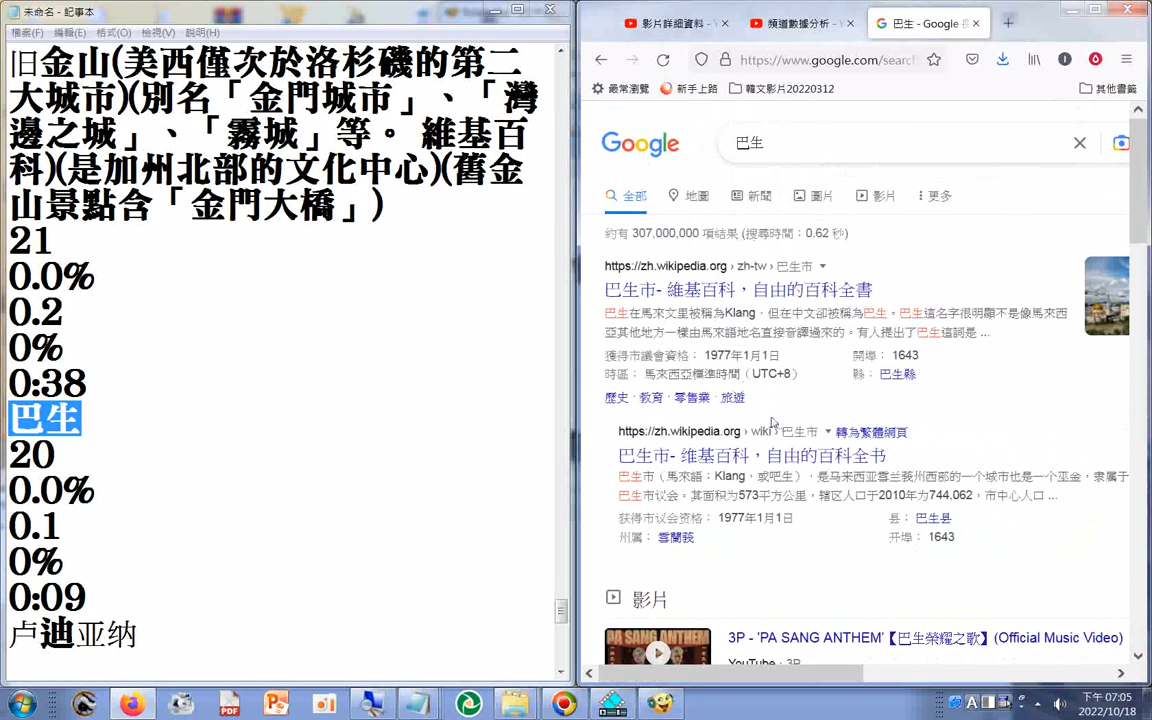 未命名 - 記事本
檔案(F) 編輯(E) 格式(O) 檢視(V) 說明(H)
旧金山(美西僅次於洛杉磯的第二
大城市)(別名「金門城市」、「灣
邊之城」、「霧城」等。 維基百
科)(是加州北部的文化中心)(舊金
山景點含「金門大橋」)
21
0.0%
0.2
0%
0:38
巴生
20
0.0%
0.1
0%
0:09
卢迪亚纳
影片詳細資料 - Y
頻道數據分析 - Y
巴生 - Google
https://www.google.com/searc
最常瀏覽 新手上路 韓文影片20220312 其他書籤
Google
巴生
全部 地圖 新聞 圖片 影片 更多
約有 307,000,000 項結果 (搜尋時間：0.62 秒)
https://zh.wikipedia.org › zh-tw › 巴生市
巴生市- 維基百科，自由的百科全書
巴生在馬來文里被稱為Klang，但在中文卻被稱為巴生。巴生這名字很明顯不是像馬來西
亞其他地方一樣由馬來語地名直接音譯過來的。有人提出了巴生這詞是 ...
獲得市議會資格： 1977年1月1日 開埠： 1643
時區： 馬來西亞標準時間（UTC+8） 縣： 巴生縣
歷史 · 教育 · 零售業 · 旅遊
https://zh.wikipedia.org › wiki › 巴生市 轉為繁體網頁
巴生市- 维基百科，自由的百科全书
巴生市（馬來語：Klang，或吧生），是马来西亚雪兰莪州西部的一个城市也是一个巫金，隶属于
巴生市议会。其面积为573平方公里，辖区人口于2010年为744,062，市中心人口 ...
获得市议会资格： 1977年1月1日 县： 巴生县
州属： 雪蘭莪 开埠： 1643
影片
PA SANG ANTHEM
3P - 'PA SANG ANTHEM'【巴生榮耀之歌】(Official Music Video)
YouTube · 3P
PDF
下午 07:05
2022/10/18